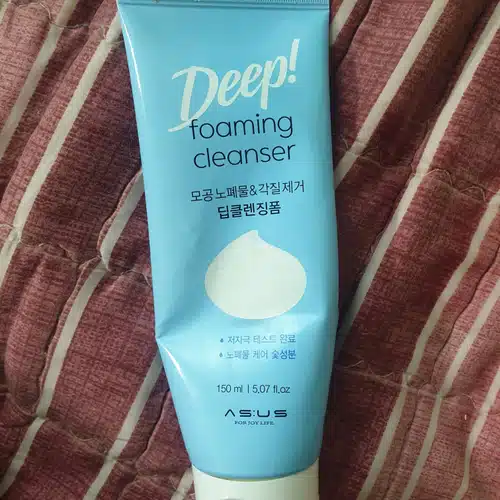 Deep!
foaming
cleanser
모공 노폐물&각질제거
딥클렌징폼
저자극 테스트 완료
노폐물 케어 숯성분
150 ml | 5.07 fl.oz
AS:US
FOR JOY LIFE.